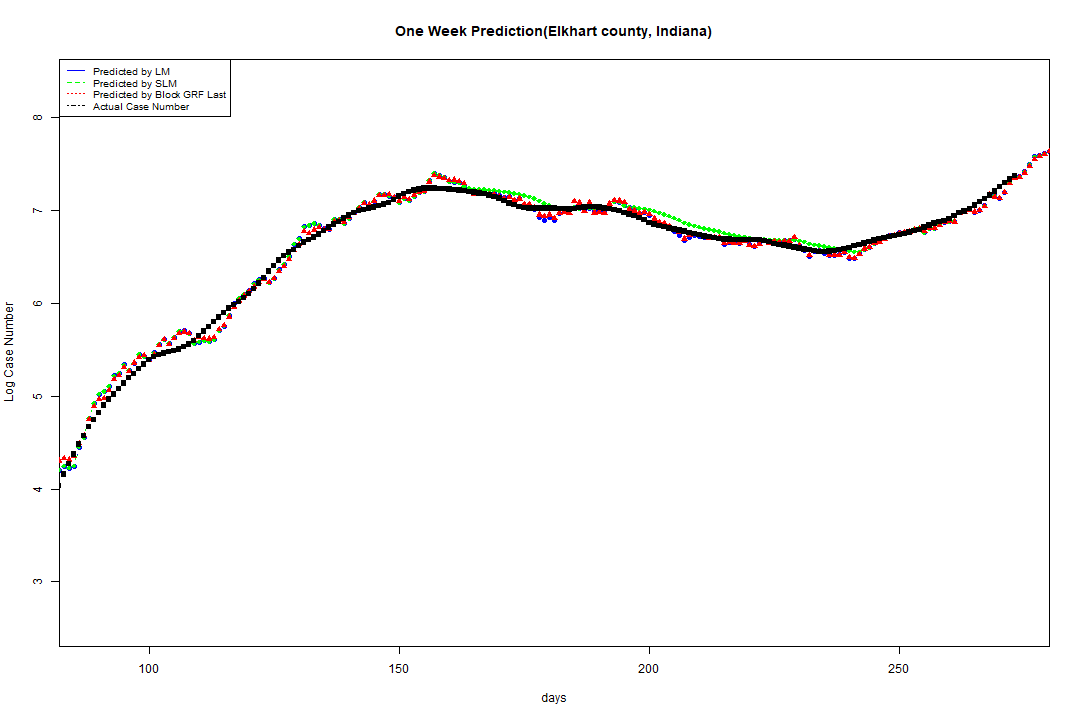 One Week Prediction(Elkhart county, Indiana)
Predicted by LM
Predicted by SLM
Predicted by Block GRF Last
Actual Case Number
8
7
6
5
4
3
Log Case Number
100 150 200 250
days